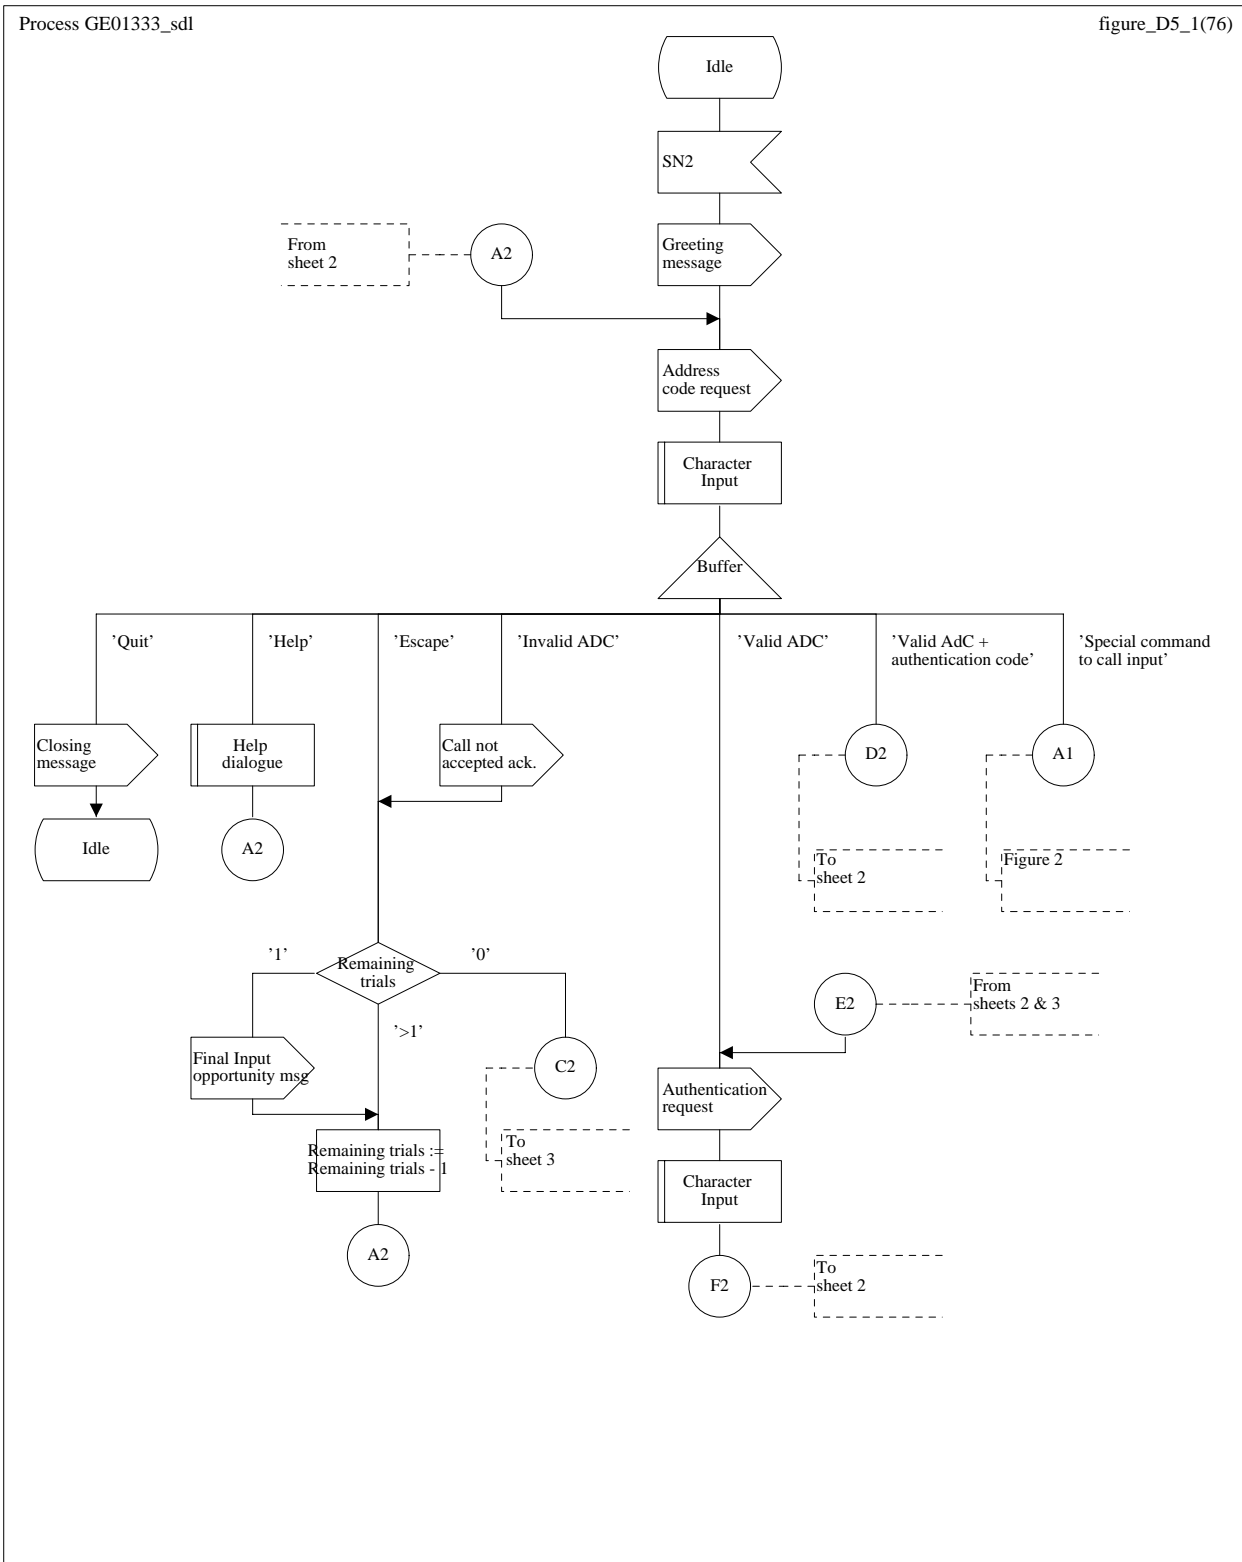 Process GE01333_sdl
figure_D5_1(76)
Idle
SN2
From
sheet 2
A2
Greeting
message
Address
code request
Character
Input
Buffer
’Quit’
’Help’
’Escape’
’Invalid ADC’
’Valid ADC’
’Valid AdC +
authentication code’
’Special command
to call input’
Closing
message
Help
dialogue
Call not
accepted ack.
D2
A1
Idle
A2
To
sheet 2
Figure 2
’1’
Remaining
trials
’0’
’>1’
E2
From
sheets 2 & 3
Final Input
opportunity msg
C2
Authentication
request
Remaining trials :=
Remaining trials - 1
To
sheet 3
Character
Input
A2
F2
To
sheet 2